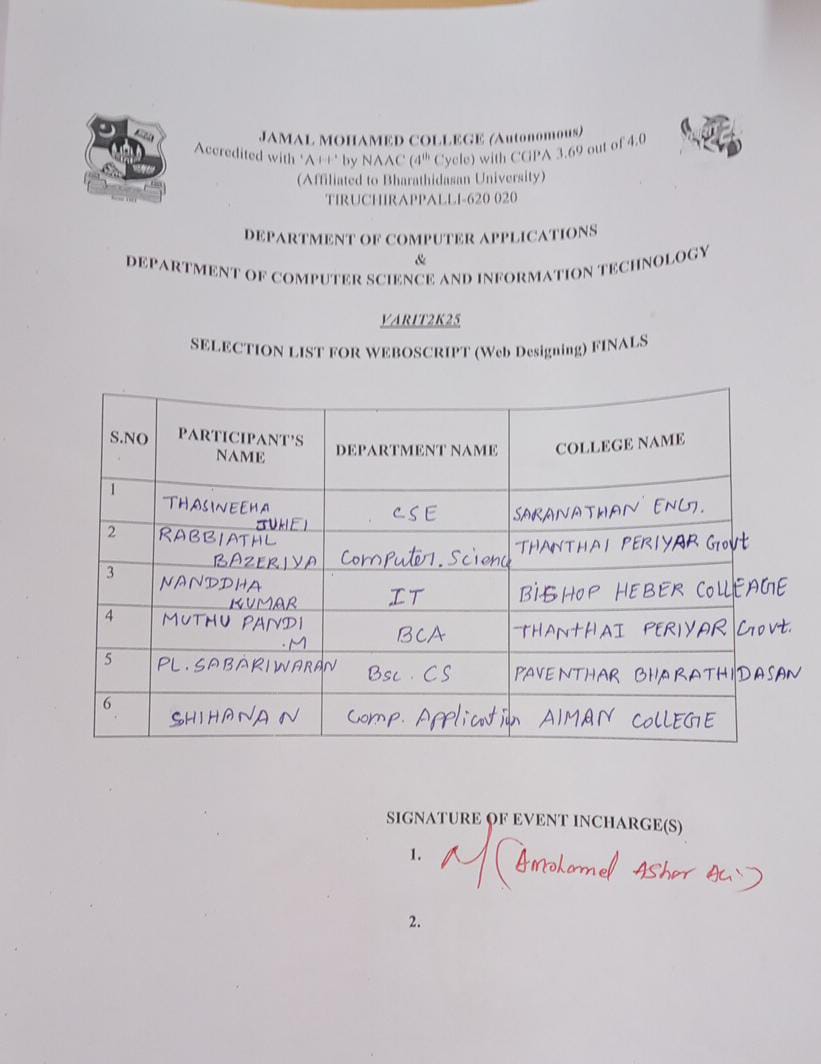 JAMAL MOHAMED COLLEGE (Autonomous)
Accredited with 'A++' by NAAC (4th Cycle) with CGPA 3.69 out of 4.0
(Affiliated to Bharathidasan University)
TIRUCHIRAPPALLI-620 020
DEPARTMENT OF COMPUTER APPLICATIONS
&
DEPARTMENT OF COMPUTER SCIENCE AND INFORMATION TECHNOLOGY
VARIT2K25
SELECTION LIST FOR WEBOSCRIPT (Web Designing) FINALS
S.NO PARTICIPANT'S NAME DEPARTMENT NAME COLLEGE NAME
1 THASINEEHA JUHEI CSE SARANATHAN ENG.
2 RABBIATHL BAZERIYA Computer. Science THANTHAI PERIYAR Govt
3 NANDDHA KUMAR IT BISHOP HEBER COLLEAGE
4 MUTHU PANDI .M BCA THANTHAI PERIYAR Govt.
5 PL. SABARIWARAN Bsc. CS PAVENTHAR BHARATHIDASAN
6 SHIHANA N Comp. Application AIMAN COLLEGE
SIGNATURE OF EVENT INCHARGE(S)
1. (Amohamed Ashar
2.